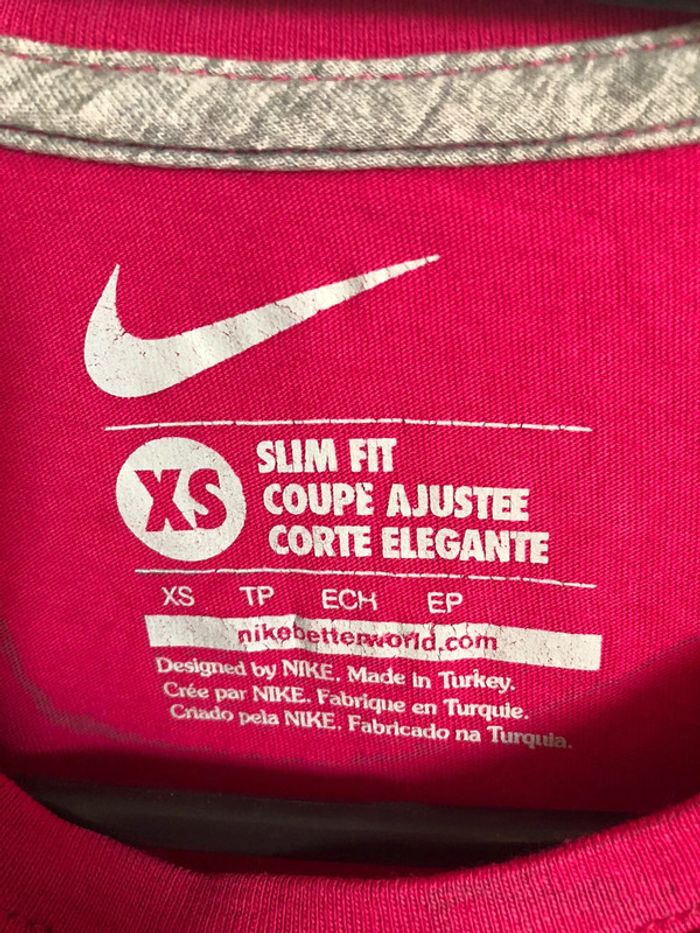 XS
SLIM FIT
COUPE AJUSTEE
CORTE ELEGANTE
XS TP ECH EP
nikebetterworld.com
Designed by NIKE. Made in Turkey.
Crée par NIKE. Fabrique en Turquie.
Criado pela NIKE. Fabricado na Turquia.